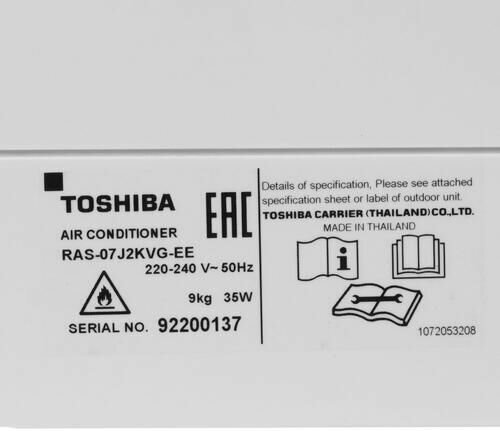 TOSHIBA
AIR CONDITIONER
RAS-07J2KVG-EE
220-240 V~ 50Hz
9kg 35W
SERIAL NO. 92200137
EAC
Details of specification, Please see attached
specification sheet or label of outdoor unit.
TOSHIBA CARRIER (THAILAND) CO.,LTD.
MADE IN THAILAND
i
1072053208